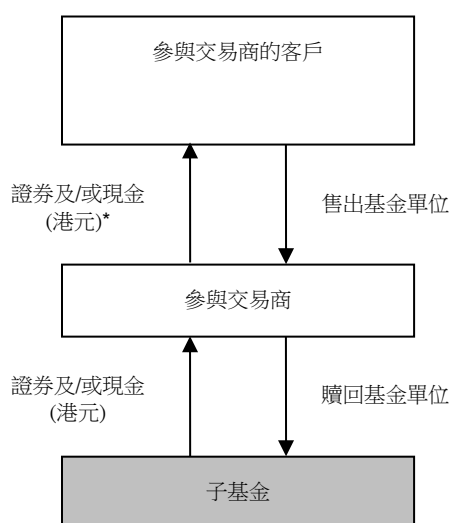 參與交易商的客戶
證券及/或現金
(港元)*
售出基金單位
參與交易商
證券及/或現金
(港元)
贖回基金單位
子基金